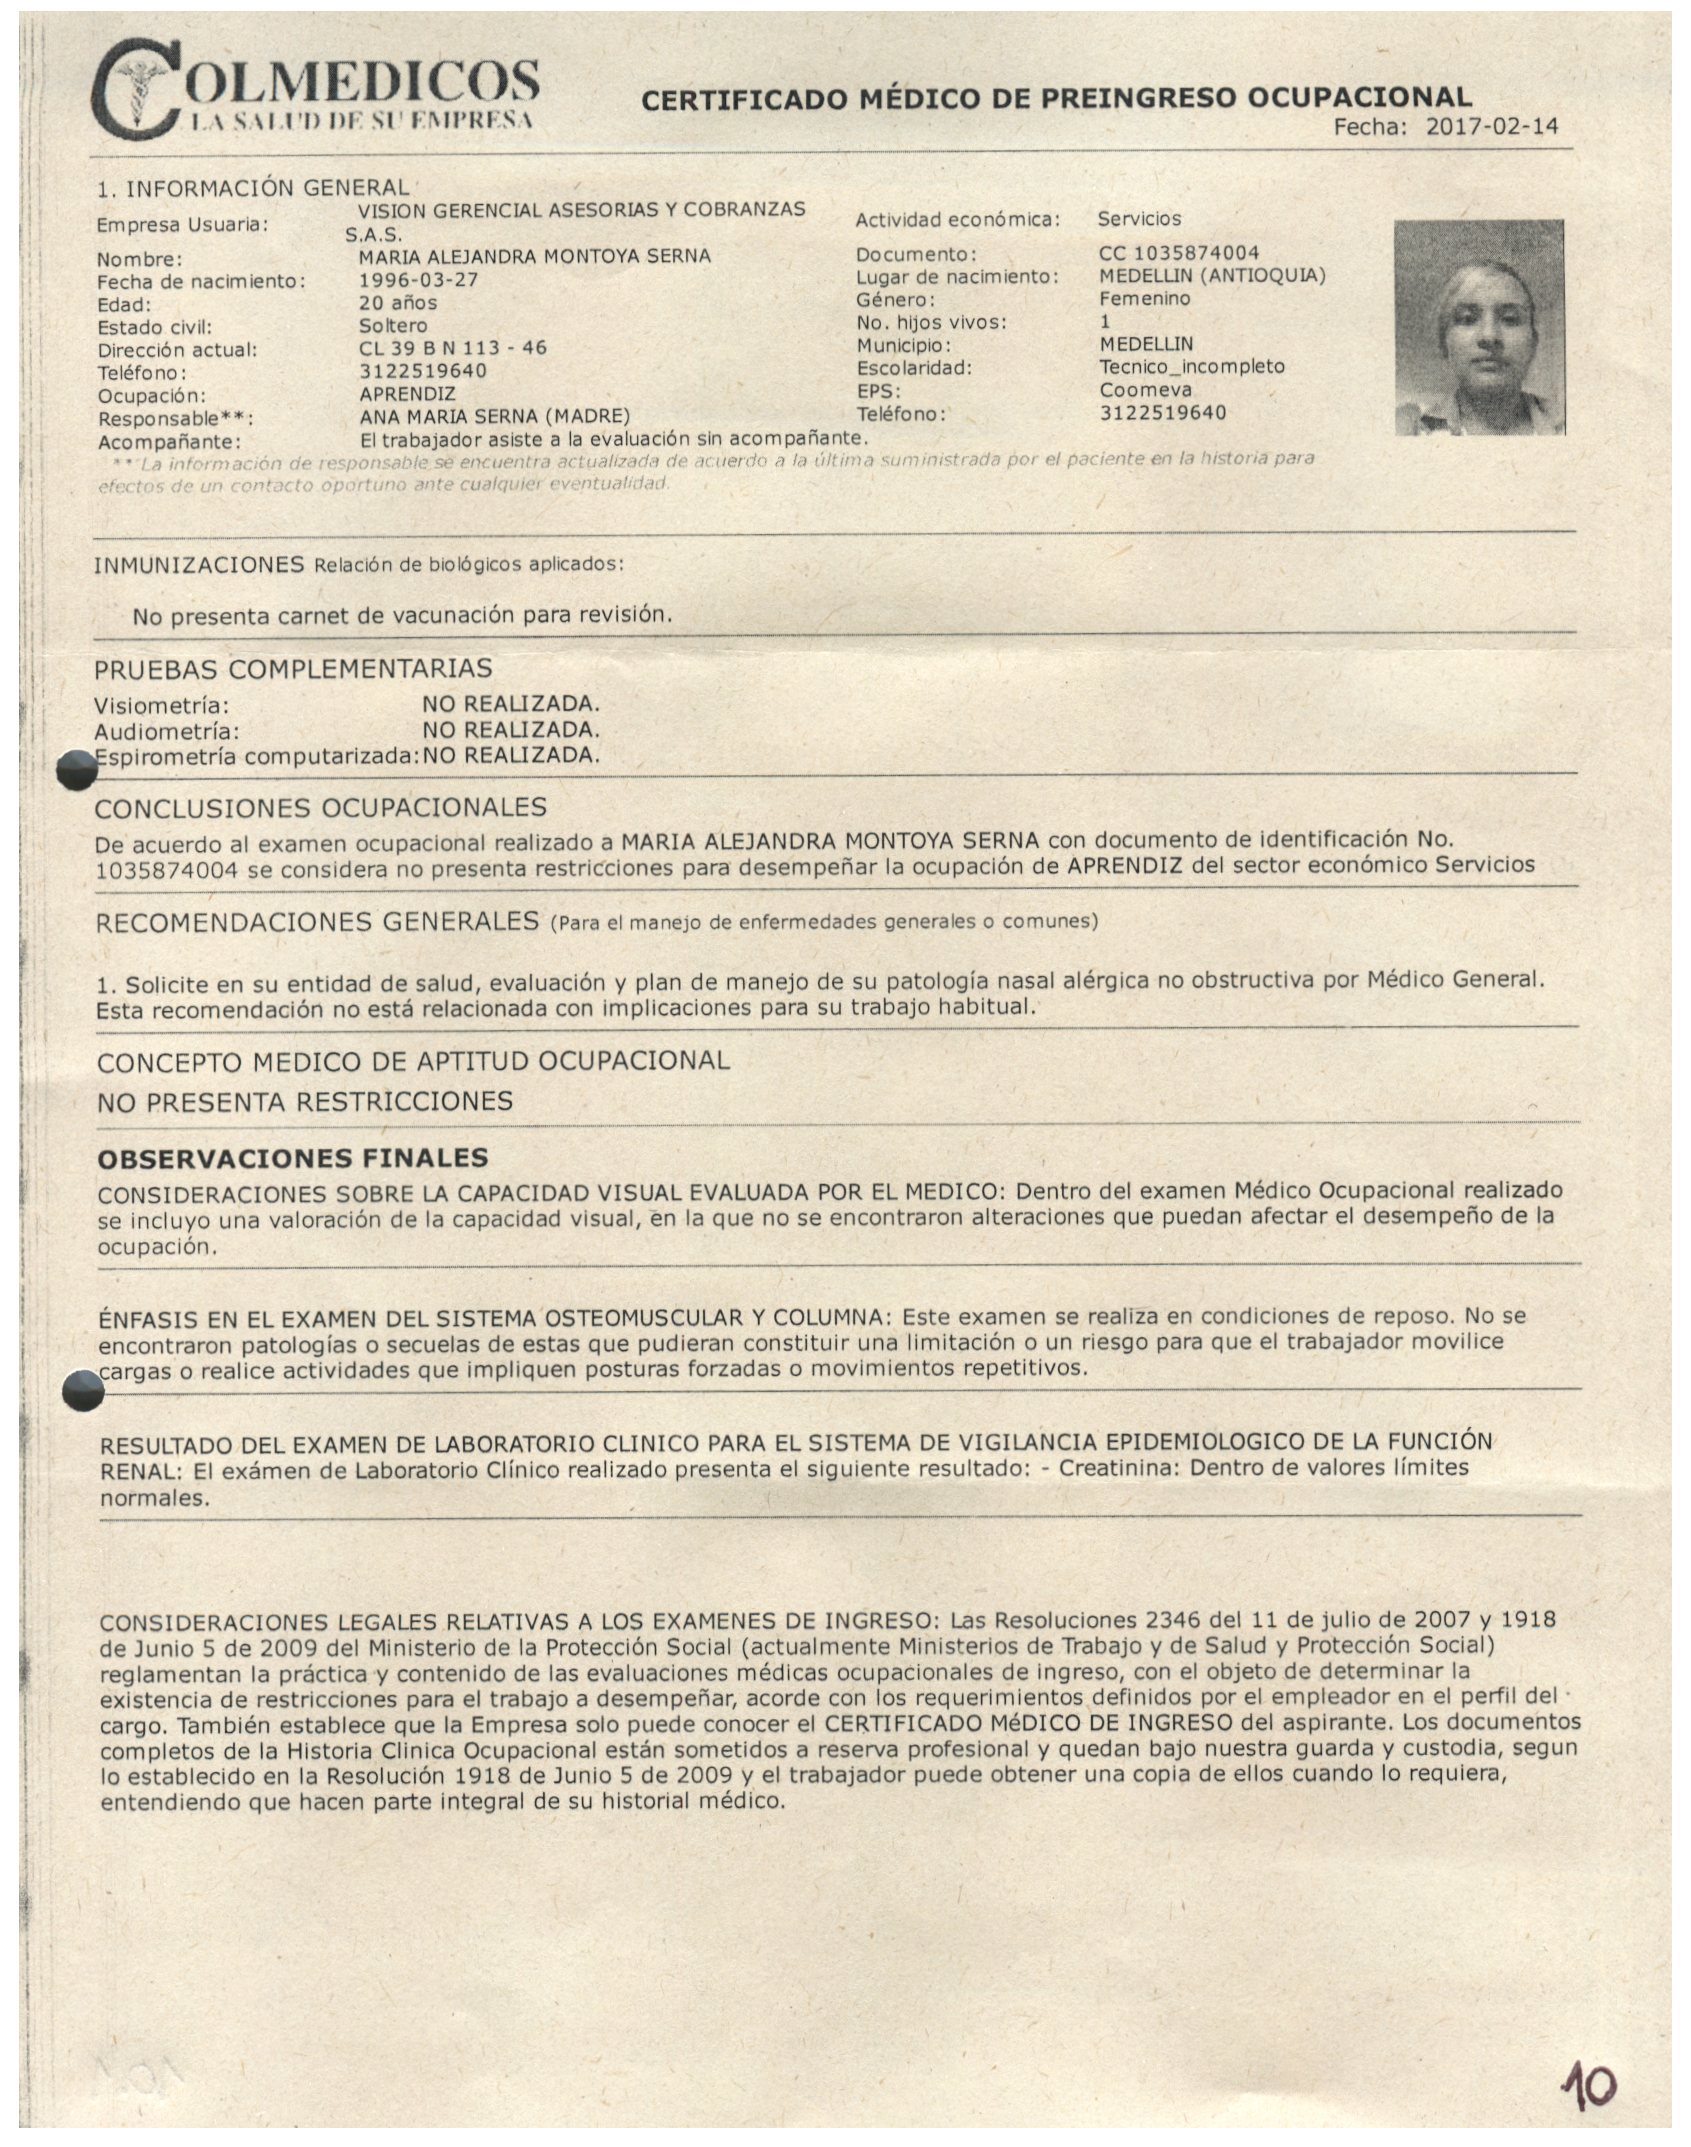 COLMEDICOS
LA SALUD DE SU EMPRESA
CERTIFICADO MÉDICO DE PREINGRESO OCUPACIONAL
Fecha: 2017-02-14
1. INFORMACIÓN GENERAL
Empresa Usuaria: VISION GERENCIAL ASESORIAS Y COBRANZAS S.A.S. Actividad económica: Servicios
Nombre: MARIA ALEJANDRA MONTOYA SERNA Documento: CC 1035874004
Fecha de nacimiento: 1996-03-27 Lugar de nacimiento: MEDELLIN (ANTIOQUIA)
Edad: 20 años Género: Femenino
Estado civil: Soltero No. hijos vivos: 1
Dirección actual: CL 39 B N 113 - 46 Municipio: MEDELLIN
Teléfono: 3122519640 Escolaridad: Tecnico_incompleto
Ocupación: APRENDIZ EPS: Coomeva
Responsable**: ANA MARIA SERNA (MADRE) Teléfono: 3122519640
Acompañante: El trabajador asiste a la evaluación sin acompañante.
** La información de responsable se encuentra actualizada de acuerdo a la última suministrada por el paciente en la historia para
efectos de un contacto oportuno ante cualquier eventualidad.
INMUNIZACIONES Relación de biológicos aplicados:
No presenta carnet de vacunación para revisión.
PRUEBAS COMPLEMENTARIAS
Visiometría: NO REALIZADA.
Audiometría: NO REALIZADA.
Espirometría computarizada: NO REALIZADA.
CONCLUSIONES OCUPACIONALES
De acuerdo al examen ocupacional realizado a MARIA ALEJANDRA MONTOYA SERNA con documento de identificación No.
1035874004 se considera no presenta restricciones para desempeñar la ocupación de APRENDIZ del sector económico Servicios
RECOMENDACIONES GENERALES (Para el manejo de enfermedades generales o comunes)
1. Solicite en su entidad de salud, evaluación y plan de manejo de su patología nasal alérgica no obstructiva por Médico General.
Esta recomendación no está relacionada con implicaciones para su trabajo habitual.
CONCEPTO MEDICO DE APTITUD OCUPACIONAL
NO PRESENTA RESTRICCIONES
OBSERVACIONES FINALES
CONSIDERACIONES SOBRE LA CAPACIDAD VISUAL EVALUADA POR EL MEDICO: Dentro del examen Médico Ocupacional realizado
se incluyo una valoración de la capacidad visual, en la que no se encontraron alteraciones que puedan afectar el desempeño de la
ocupación.
ÉNFASIS EN EL EXAMEN DEL SISTEMA OSTEOMUSCULAR Y COLUMNA: Este examen se realiza en condiciones de reposo. No se
encontraron patologías o secuelas de estas que pudieran constituir una limitación o un riesgo para que el trabajador movilice
cargas o realice actividades que impliquen posturas forzadas o movimientos repetitivos.
RESULTADO DEL EXAMEN DE LABORATORIO CLINICO PARA EL SISTEMA DE VIGILANCIA EPIDEMIOLOGICO DE LA FUNCIÓN
RENAL: El exámen de Laboratorio Clínico realizado presenta el siguiente resultado: - Creatinina: Dentro de valores límites
normales.
CONSIDERACIONES LEGALES RELATIVAS A LOS EXAMENES DE INGRESO: Las Resoluciones 2346 del 11 de julio de 2007 y 1918
de Junio 5 de 2009 del Ministerio de la Protección Social (actualmente Ministerios de Trabajo y de Salud y Protección Social)
reglamentan la práctica y contenido de las evaluaciones médicas ocupacionales de ingreso, con el objeto de determinar la
existencia de restricciones para el trabajo a desempeñar, acorde con los requerimientos definidos por el empleador en el perfil del
cargo. También establece que la Empresa solo puede conocer el CERTIFICADO MéDICO DE INGRESO del aspirante. Los documentos
completos de la Historia Clinica Ocupacional están sometidos a reserva profesional y quedan bajo nuestra guarda y custodia, segun
lo establecido en la Resolución 1918 de Junio 5 de 2009 y el trabajador puede obtener una copia de ellos cuando lo requiera,
entendiendo que hacen parte integral de su historial médico.
10